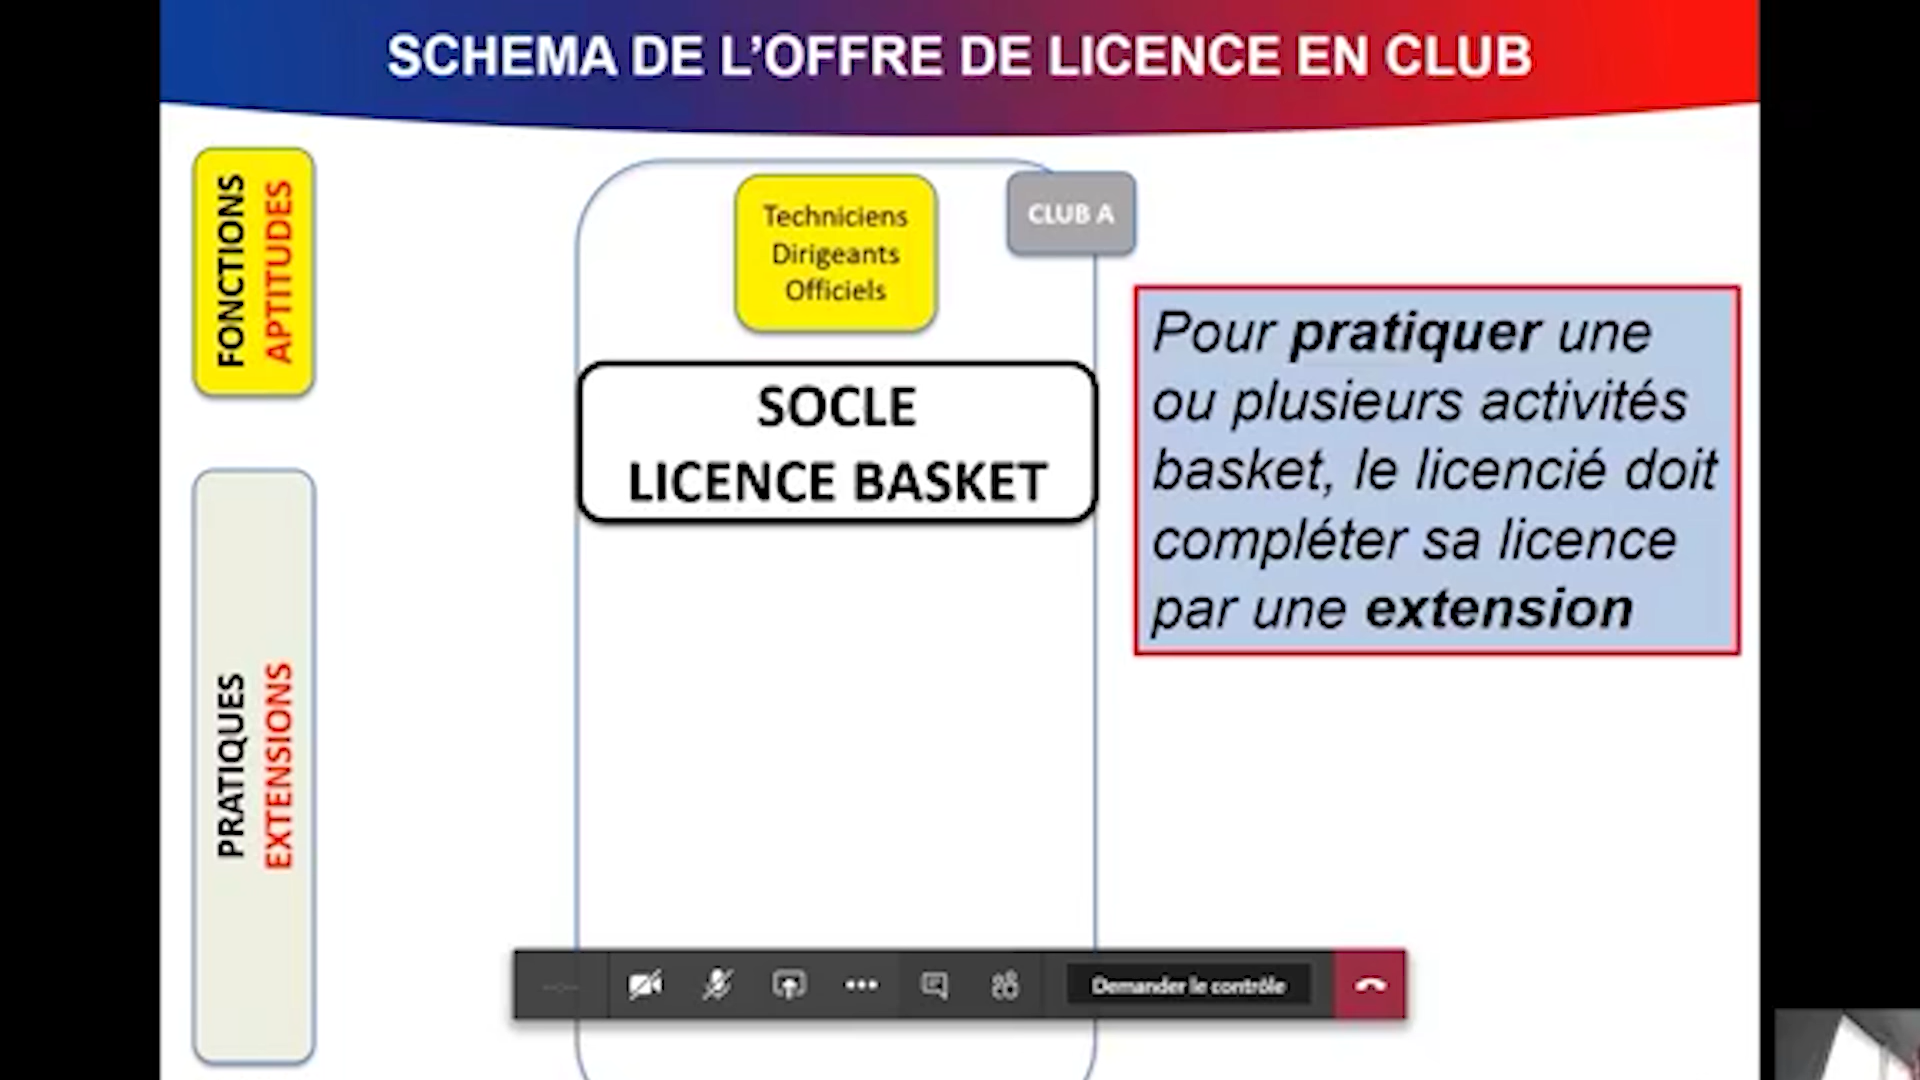 SCHEMA DE L’OFFRE DE LICENCE EN CLUB
FONCTIONS
APTITUDES
Techniciens
Dirigeants
Officiels
CLUB A
SOCLE
LICENCE BASKET
Pour pratiquer une
ou plusieurs activités
basket, le licencié doit
compléter sa licence
par une extension
PRATIQUES
EXTENSIONS
Demander le contrôle